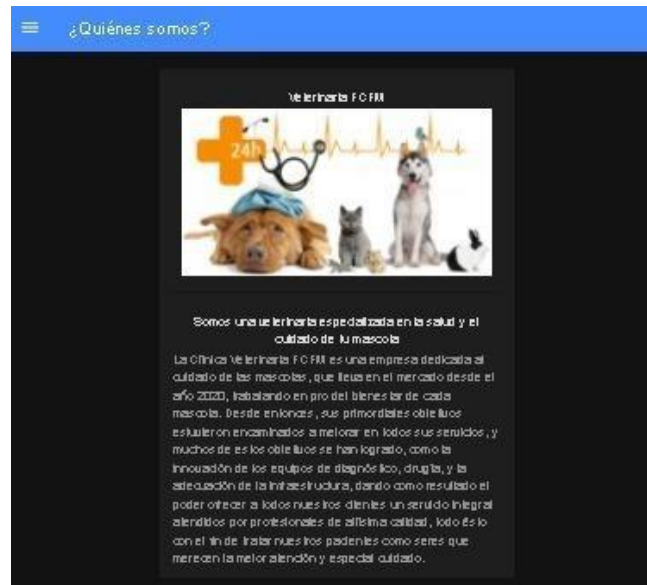 ¿Quiénes somos?
Veterinaria FCFM
24h
Somos una veterinaria especializada en la salud y el
cuidado de tu mascota
La Clínica Veterinaria FCFM es una empresa dedicada al
cuidado de las mascotas, que lleva en el mercado desde el
año 2020, trabajando en pro del bienestar de cada
mascota. Desde entonces, sus primordiales objetivos
estuvieron encaminados a mejorar en todos sus servicios, y
muchos de estos objetivos se han logrado, como la
innovación de los equipos de diagnóstico, cirugía, y la
adecuación de la infraestructura, dando como resultado el
poder ofrecer a todos nuestros clientes un servicio integral
atendidos por profesionales de altísima calidad, todo ésto
con el fin de tratar nuestros pacientes como seres que
merecen la mejor atención y especial cuidado.